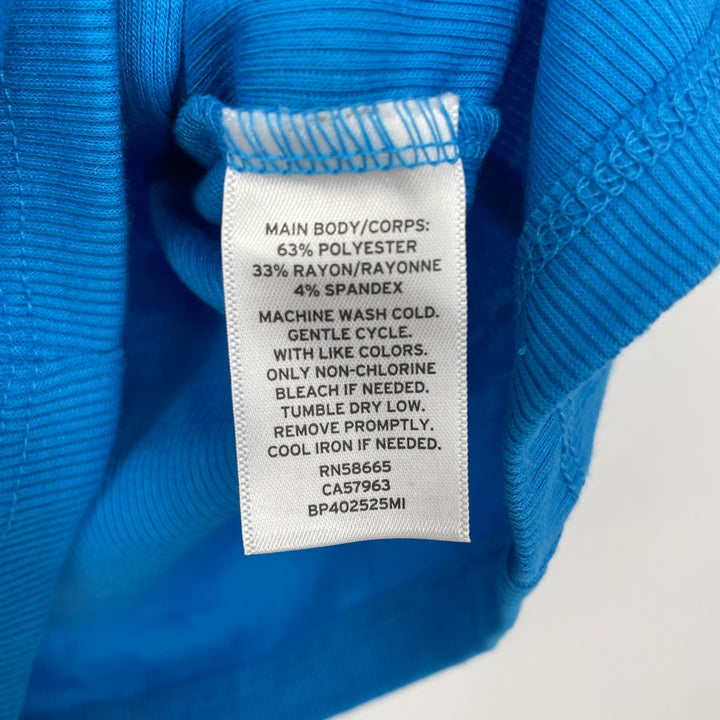 MAIN BODY/CORPS:
63% POLYESTER
33% RAYON/RAYONNE
4% SPANDEX
MACHINE WASH COLD.
GENTLE CYCLE.
WITH LIKE COLORS.
ONLY NON-CHLORINE
BLEACH IF NEEDED.
TUMBLE DRY LOW.
REMOVE PROMPTLY.
COOL IRON IF NEEDED.
RN58665
CA57963
BP402525MI